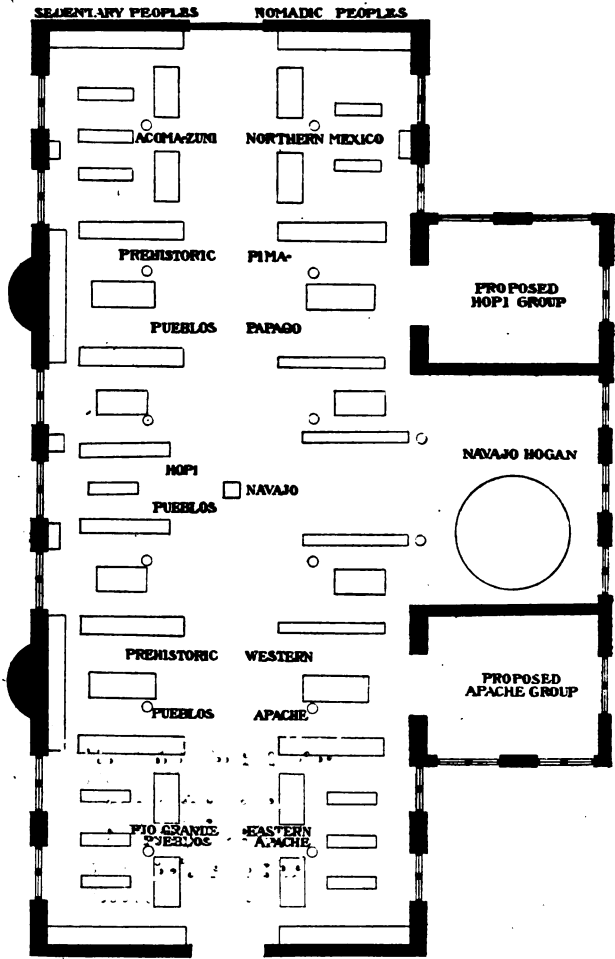 SEDENTARY PEOPLES NOMADIC PEOPLES
ACOMA-ZUNI NORTHERN MEXICO
PREHISTORIC PIMA-
PROPOSED
HOPI GROUP
PUEBLOS PAPAGO
NAVAJO HOGAN
HOPI
NAVAJO
PUEBLOS
PREHISTORIC WESTERN
PROPOSED
APACHE GROUP
PUEBLOS APACHE
RIO GRANDE EASTERN
PUEBLOS APACHE